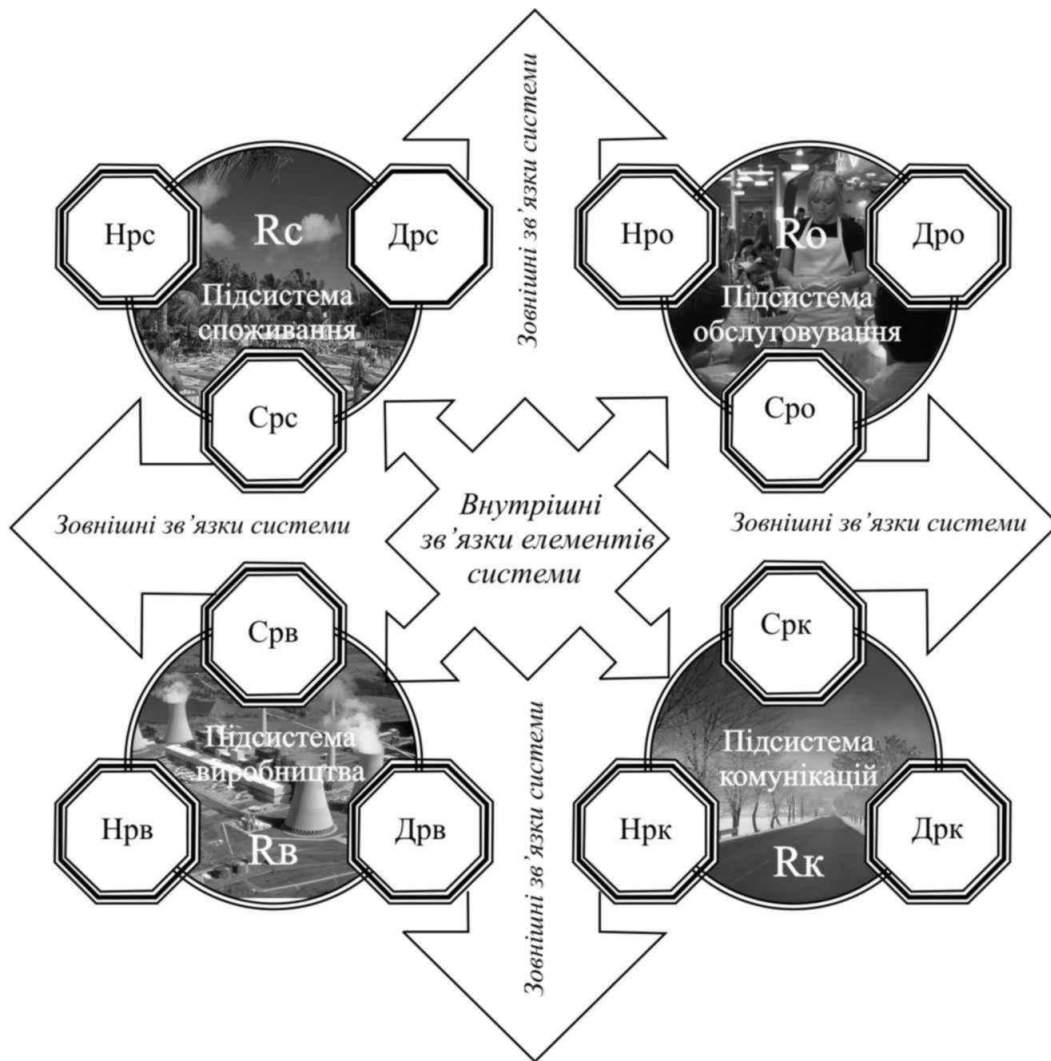 Зовнішні зв’язки системи
Нрс
Rс
Дрс
Підсистема
споживання
Срс
Нро
Rо
Дро
Підсистема
обслуговування
Сро
Зовнішні зв’язки системи
Внутрішні
зв’язки елементів
системи
Зовнішні зв’язки системи
Срв
Підсистема
виробництва
Нрв
Дрв
Rв
Зовнішні зв’язки системи
Срк
Підсистема
комунікацій
Нрк
Дрк
Rк